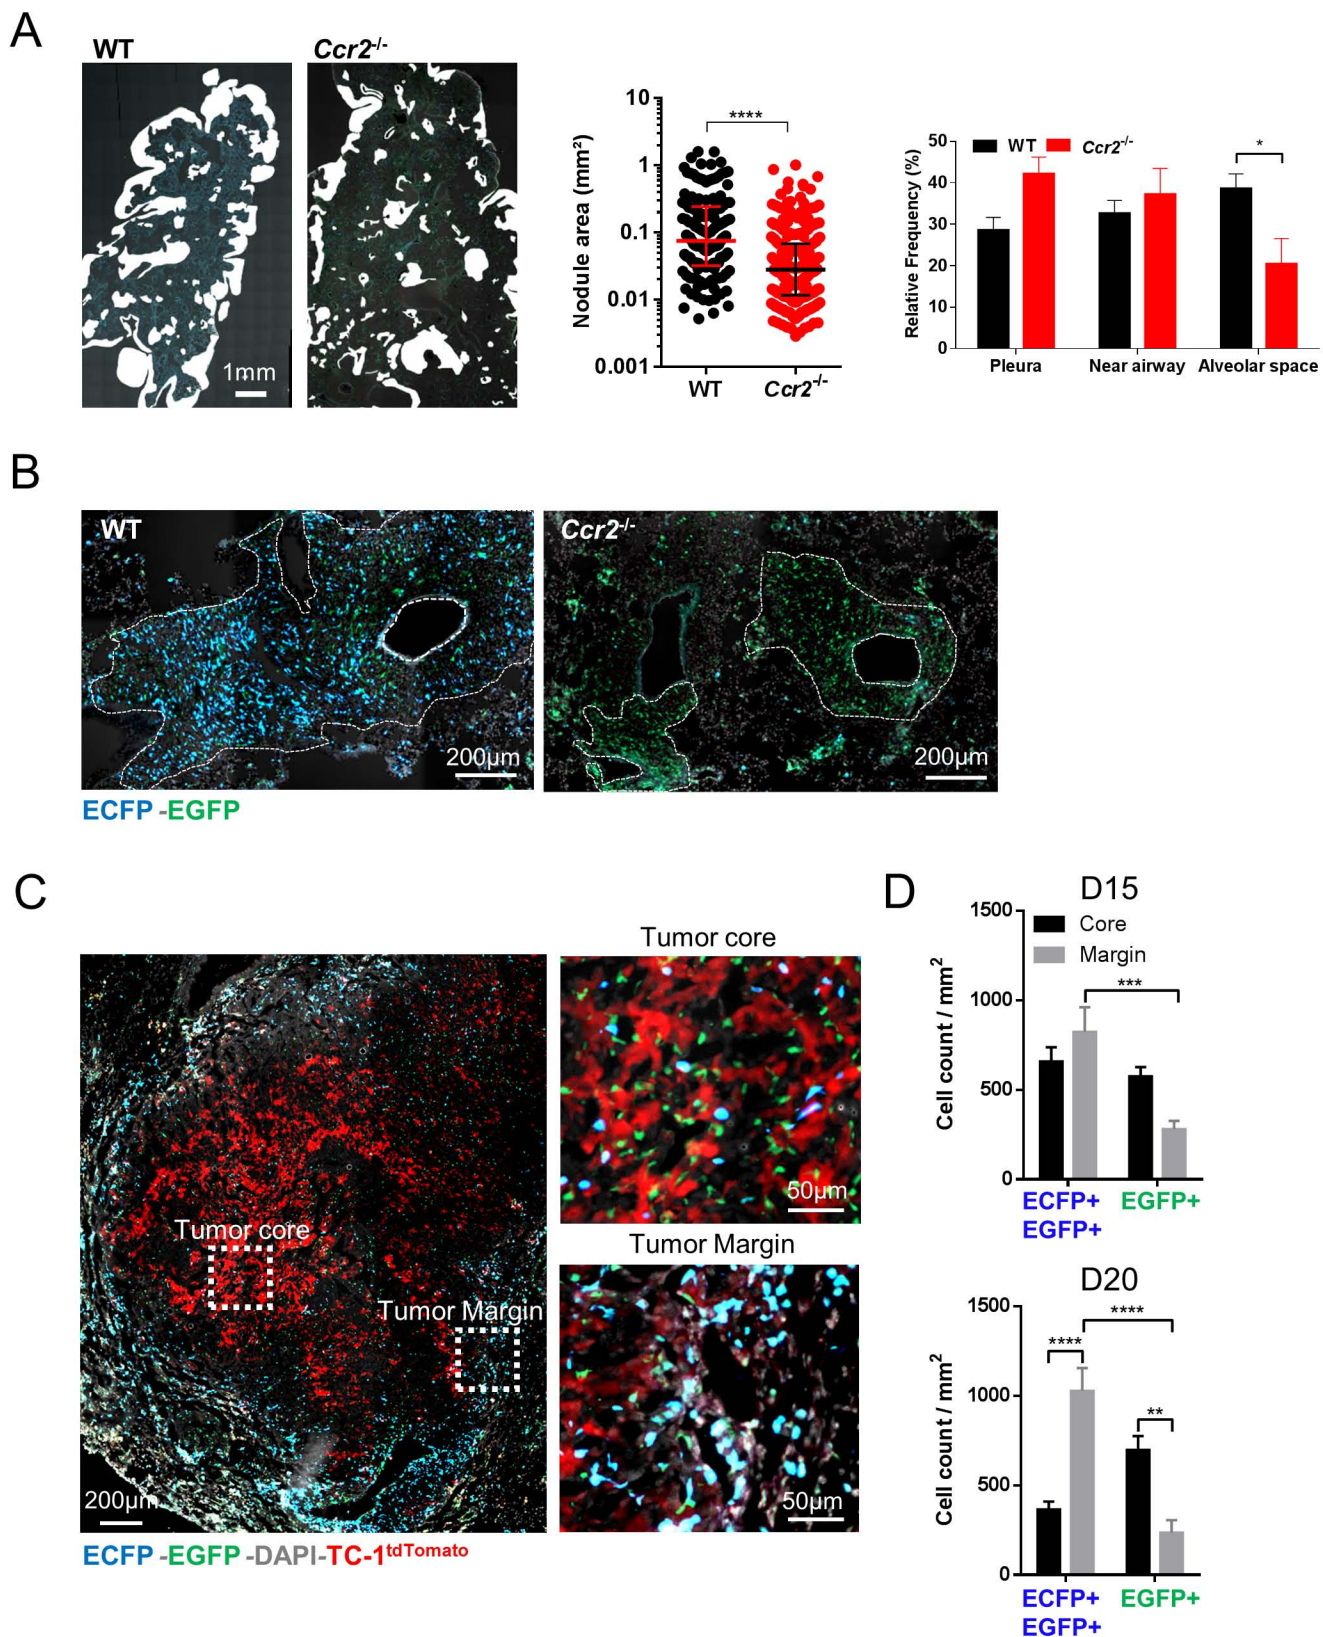 A
WT
Ccr2-/-
1mm
Nodule area (mm²)
10
1
0.1
0.01
0.001
****
WT
Ccr2-/-
Relative Frequency (%)
50
40
30
20
10
0
WT
Ccr2-/-
*
Pleura
Near airway
Alveolar space
B
WT
200µm
Ccr2-/-
200µm
ECFP -EGFP
C
Tumor core
Tumor Margin
200µm
Tumor core
50µm
Tumor Margin
50µm
ECFP -EGFP -DAPI-TC-1tdTomato
D
D15
Cell count / mm2
1500
1000
500
0
Core
Margin
***
ECFP+
EGFP+
EGFP+
D20
Cell count / mm2
1500
1000
500
0
****
****
**
ECFP+
EGFP+
EGFP+